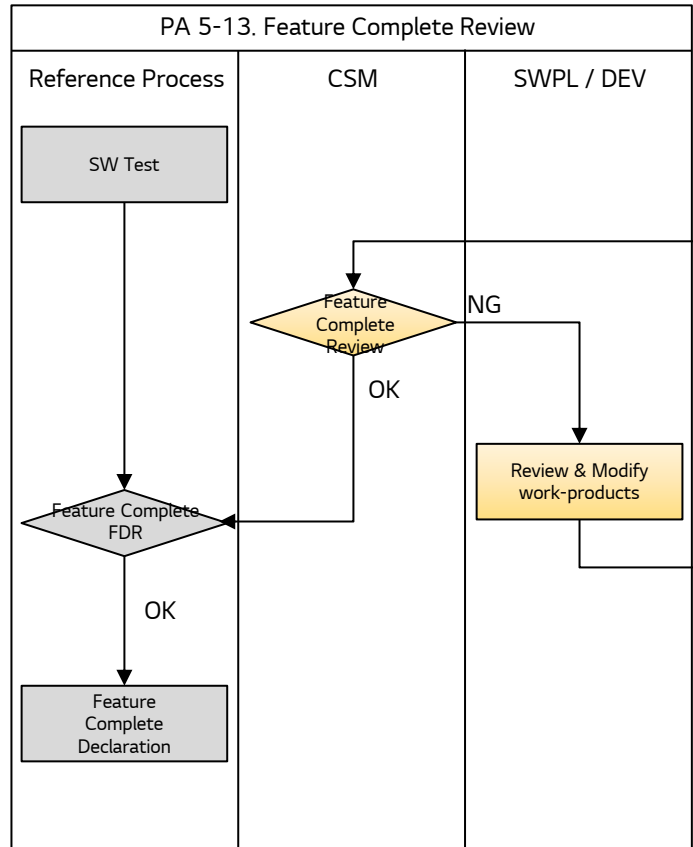 PA 5-13. Feature Complete Review
Reference Process
CSM
SWPL / DEV
SW Test
Feature
Complete
Review
NG
OK
Review & Modify
work-products
Feature Complete
FDR
OK
Feature
Complete
Declaration